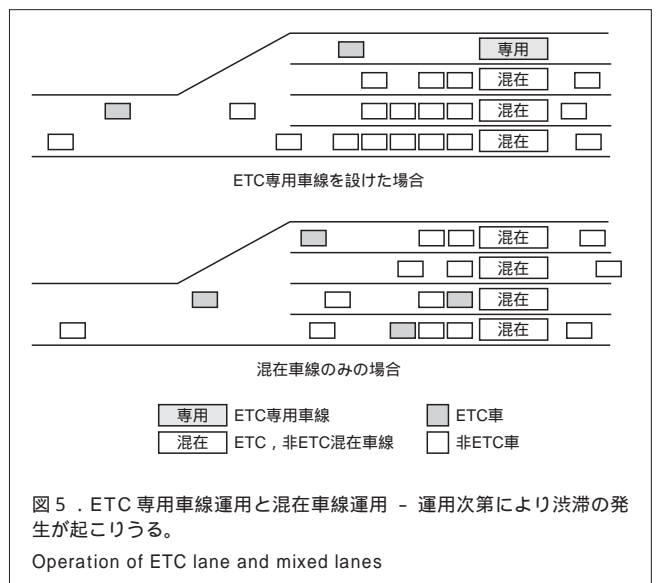 専用
混在
混在
混在
ETC専用車線を設けた場合
混在
混在
混在
混在
混在車線のみの場合
専用 ETC専用車線 ETC車
混在 ETC，非ETC混在車線 非ETC車
図5．ETC専用車線運用と混在車線運用 － 運用次第により渋滞の発
生が起こりうる。
Operation of ETC lane and mixed lanes